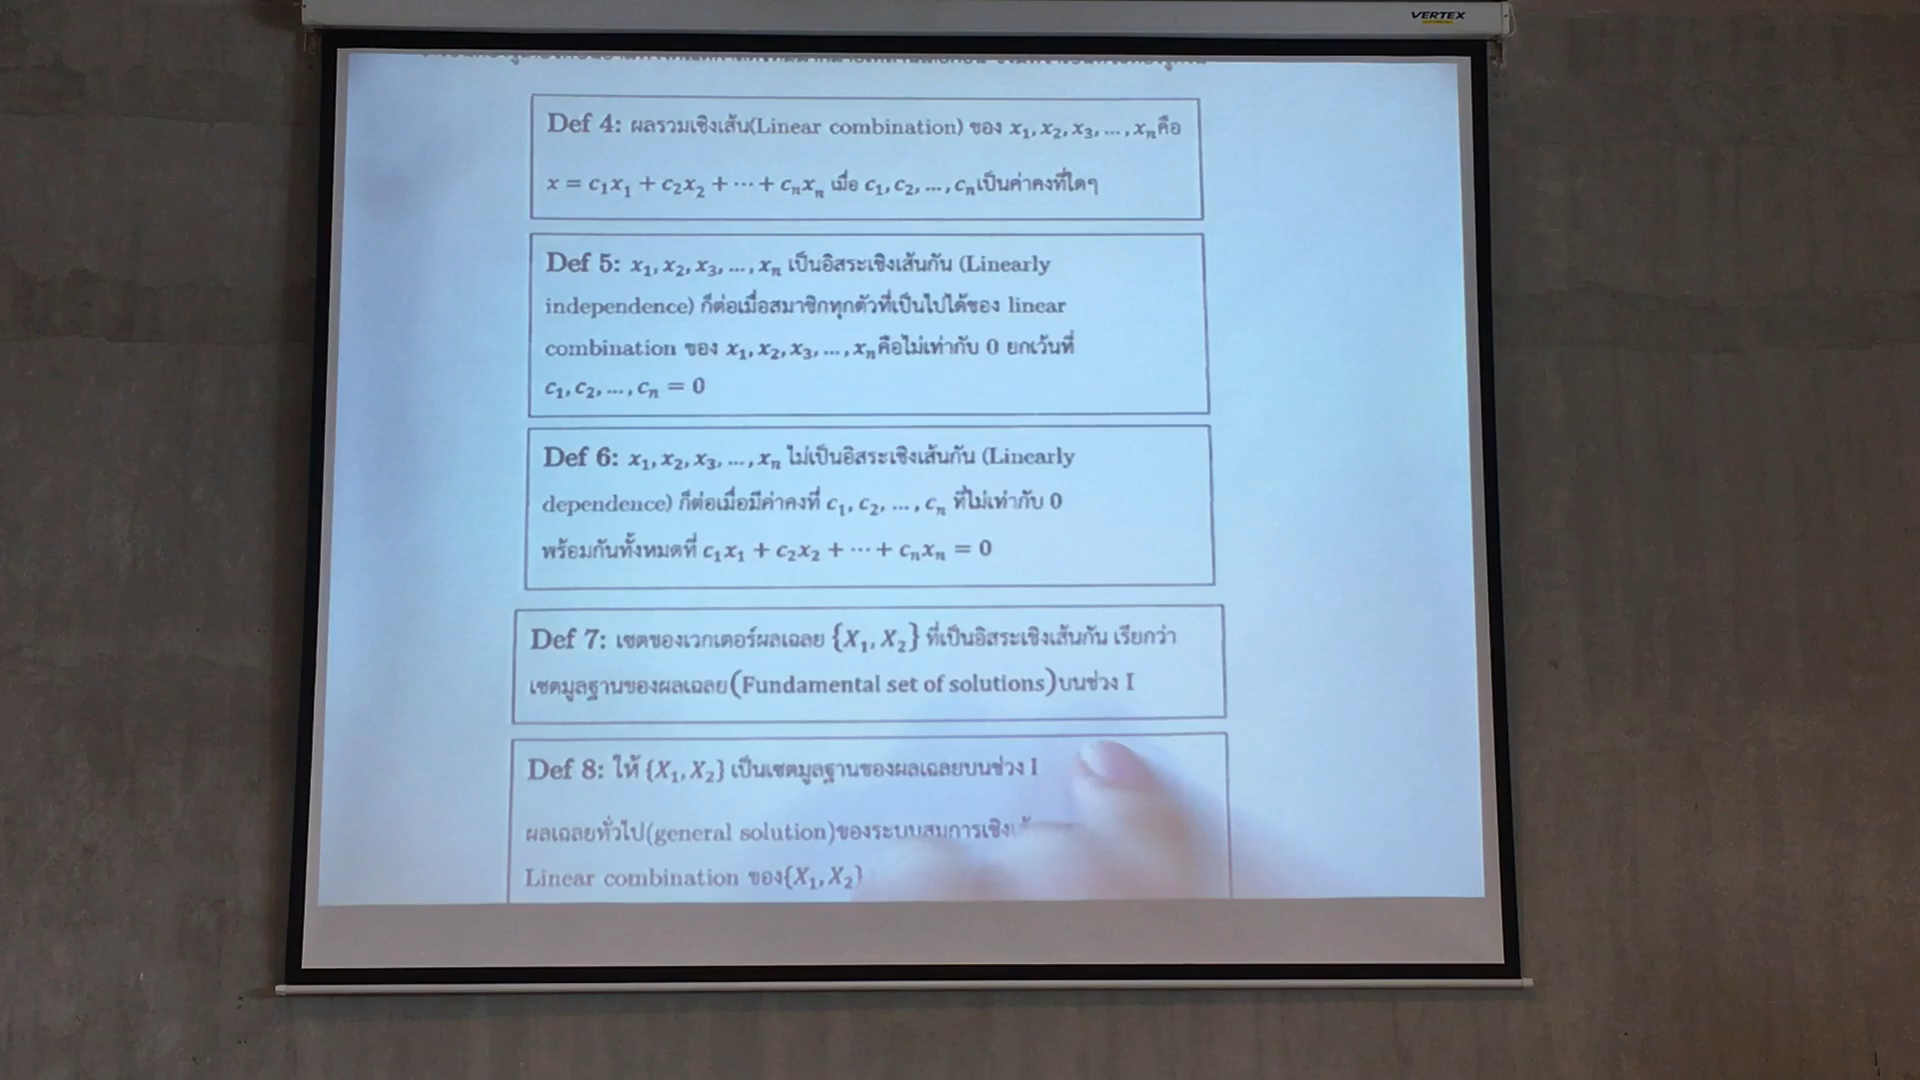 VERTEX
Def 4: ผลรวมเชิงเส้น(Linear combination) ของ x₁, x₂, x₃, ..., xₙคือ
x = c₁x₁ + c₂x₂ + ⋯ + cₙxₙ เมื่อ c₁, c₂, ..., cₙเป็นค่าคงที่ใดๆ
Def 5: x₁, x₂, x₃, ..., xₙ เป็นอิสระเชิงเส้นกัน (Linearly
independence) ก็ต่อเมื่อสมาชิกทุกตัวที่เป็นไปได้ของ linear
combination ของ x₁, x₂, x₃, ..., xₙคือไม่เท่ากับ 0 ยกเว้นที่
c₁, c₂, ..., cₙ = 0
Def 6: x₁, x₂, x₃, ..., xₙ ไม่เป็นอิสระเชิงเส้นกัน (Linearly
dependence) ก็ต่อเมื่อมีค่าคงที่ c₁, c₂, ..., cₙ ที่ไม่เท่ากับ 0
พร้อมกันทั้งหมดที่ c₁x₁ + c₂x₂ + ⋯ + cₙxₙ = 0
Def 7: เซตของเวกเตอร์ผลเฉลย {X₁, X₂} ที่เป็นอิสระเชิงเส้นกัน เรียกว่า
เซตมูลฐานของผลเฉลย(Fundamental set of solutions)บนช่วง I
Def 8: ให้ {X₁, X₂} เป็นเซตมูลฐานของผลเฉลยบนช่วง I
ผลเฉลยทั่วไป(general solution)ของระบบสมการเชิง
Linear combination ของ{X₁, X₂}